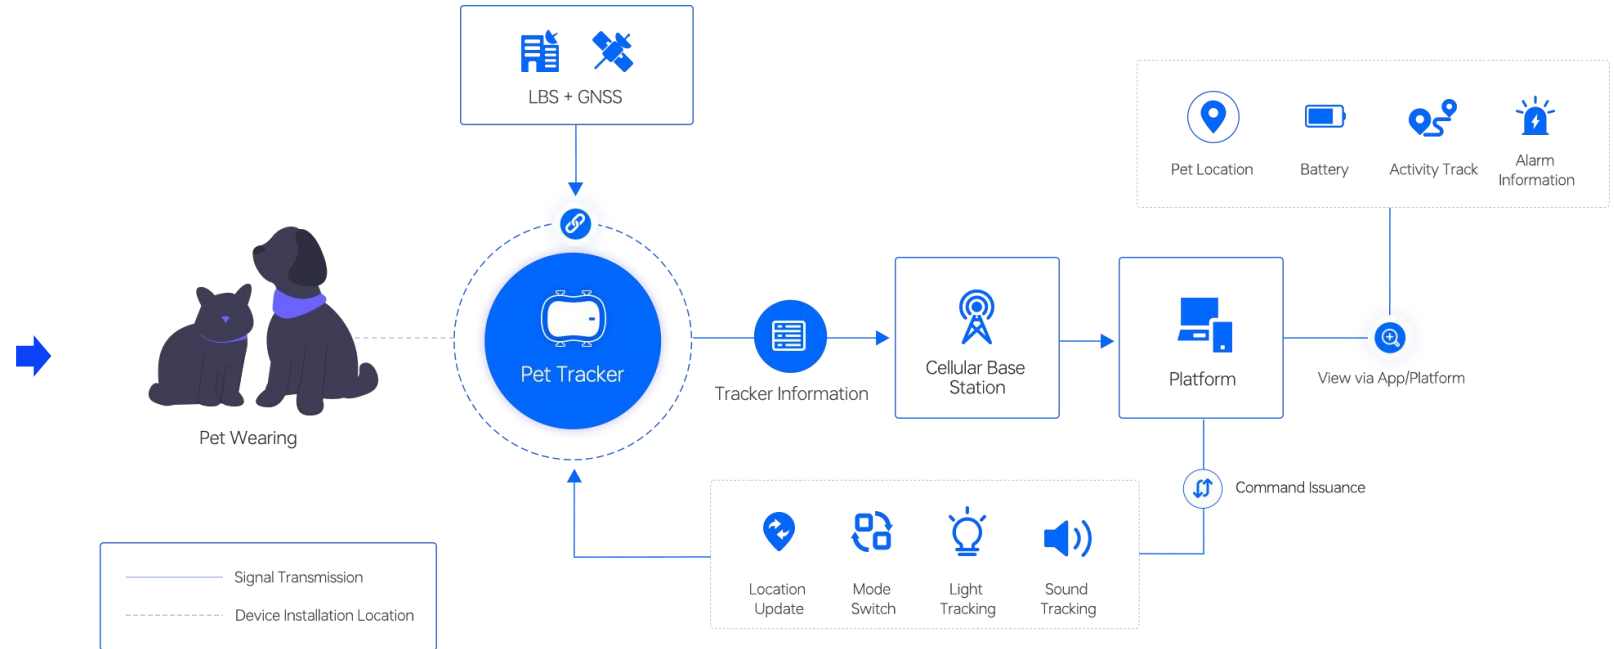 LBS + GNSS
Pet Location
Battery
Activity Track
Alarm
Information
Pet Tracker
Pet Wearing
Tracker Information
Cellular Base
Station
Platform
View via App/Platform
Command Issuance
Location
Update
Mode
Switch
Light
Tracking
Sound
Tracking
Signal Transmission
Device Installation Location